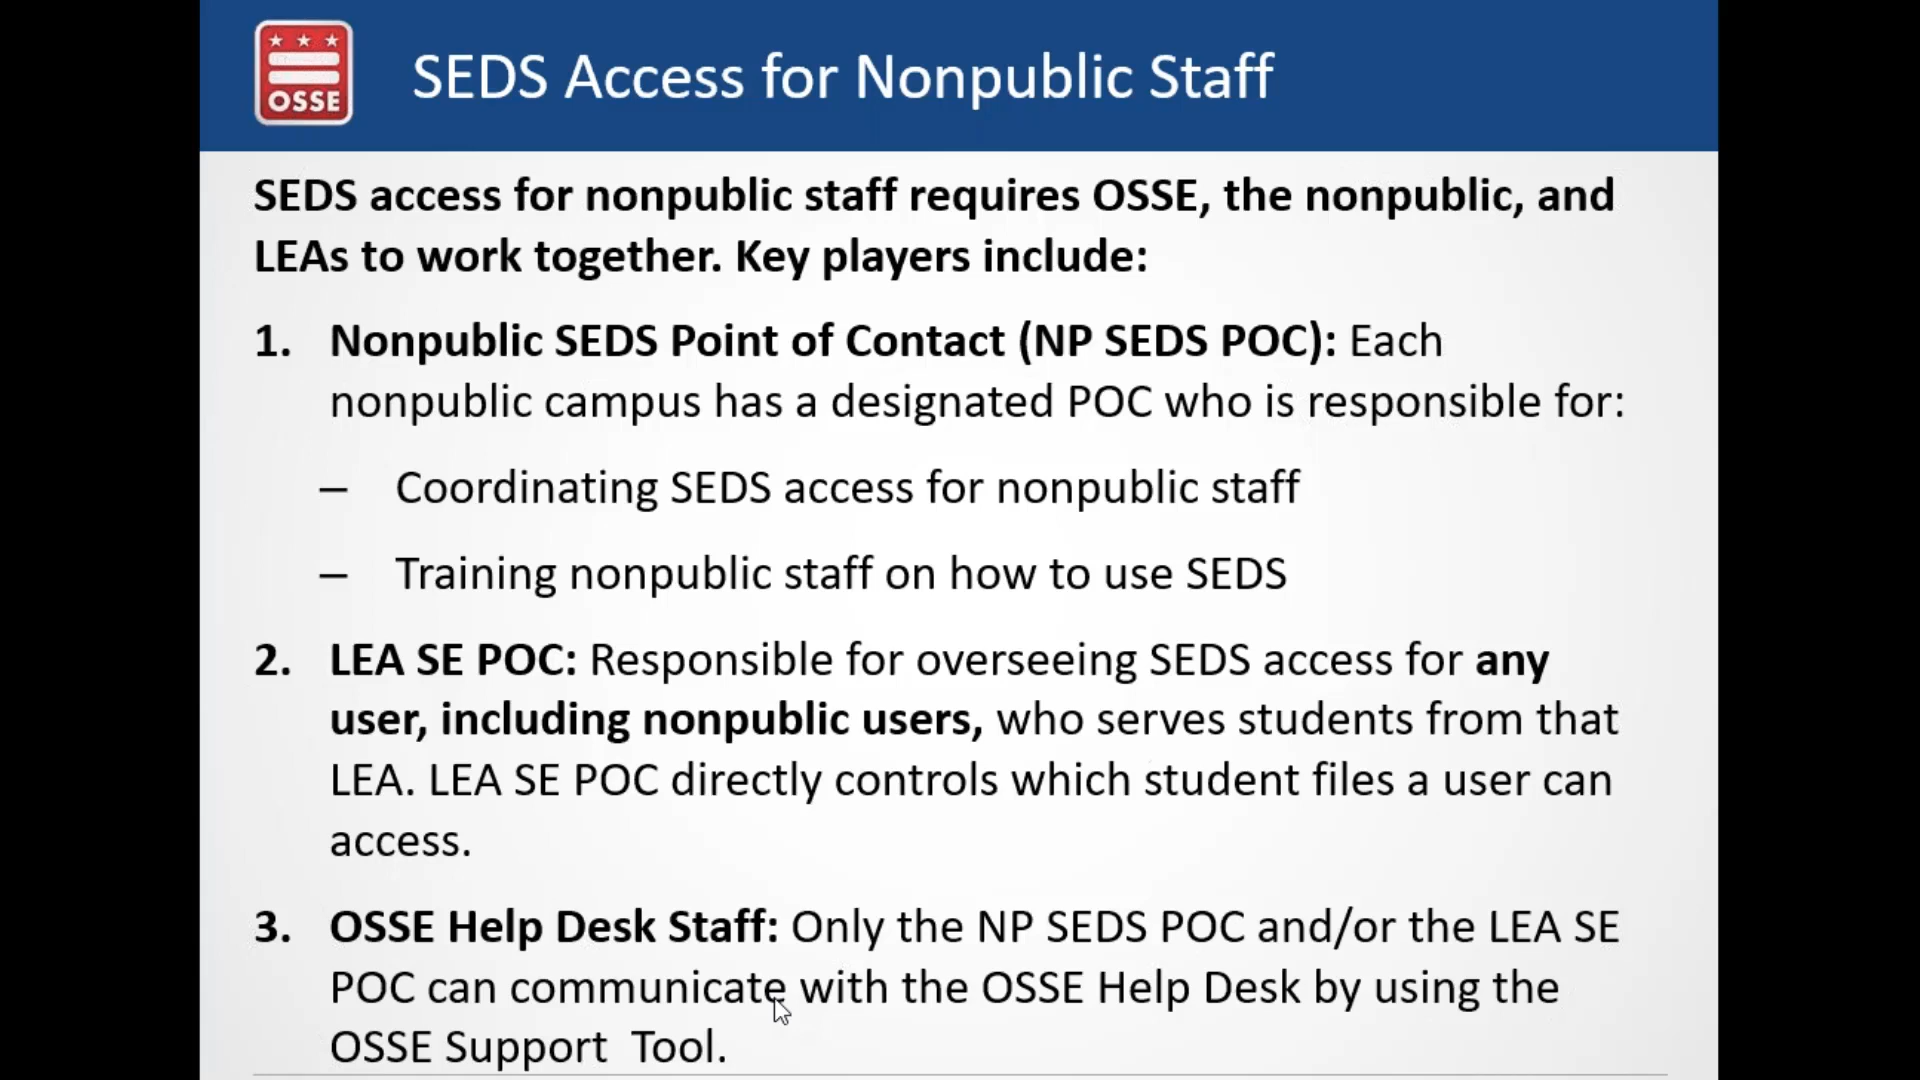 OSSE
SEDS Access for Nonpublic Staff
SEDS access for nonpublic staff requires OSSE, the nonpublic, and
LEAs to work together. Key players include:
1. Nonpublic SEDS Point of Contact (NP SEDS POC): Each
nonpublic campus has a designated POC who is responsible for:
– Coordinating SEDS access for nonpublic staff
– Training nonpublic staff on how to use SEDS
2. LEA SE POC: Responsible for overseeing SEDS access for any
user, including nonpublic users, who serves students from that
LEA. LEA SE POC directly controls which student files a user can
access.
3. OSSE Help Desk Staff: Only the NP SEDS POC and/or the LEA SE
POC can communicate with the OSSE Help Desk by using the
OSSE Support  Tool.